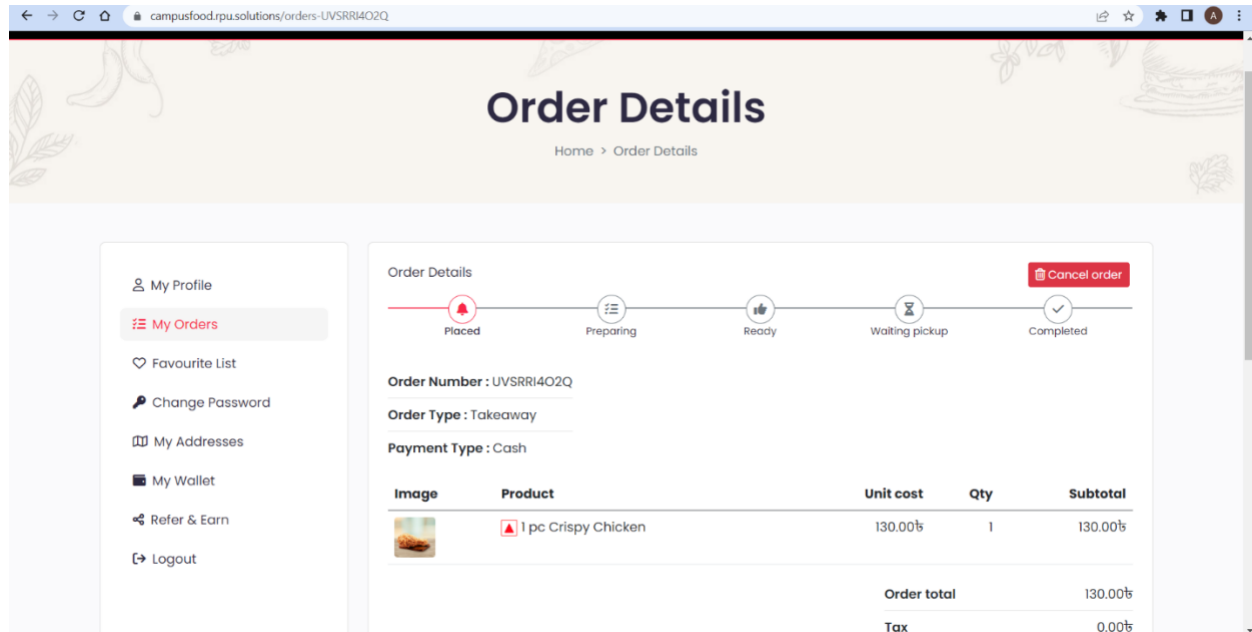 campusfood.rpu.solutions/orders-UVSRRI4O2Q
A
Order Details
Home > Order Details
My Profile
My Orders
Favourite List
Change Password
My Addresses
My Wallet
Refer & Earn
Logout
Order Details
Cancel order
Placed Preparing Ready Waiting pickup Completed
Order Number : UVSRRI4O2Q
Order Type : Takeaway
Payment Type : Cash
Image Product Unit cost Qty Subtotal
1 pc Crispy Chicken 130.00৳ 1 130.00৳
Order total 130.00৳
Tax 0.00৳